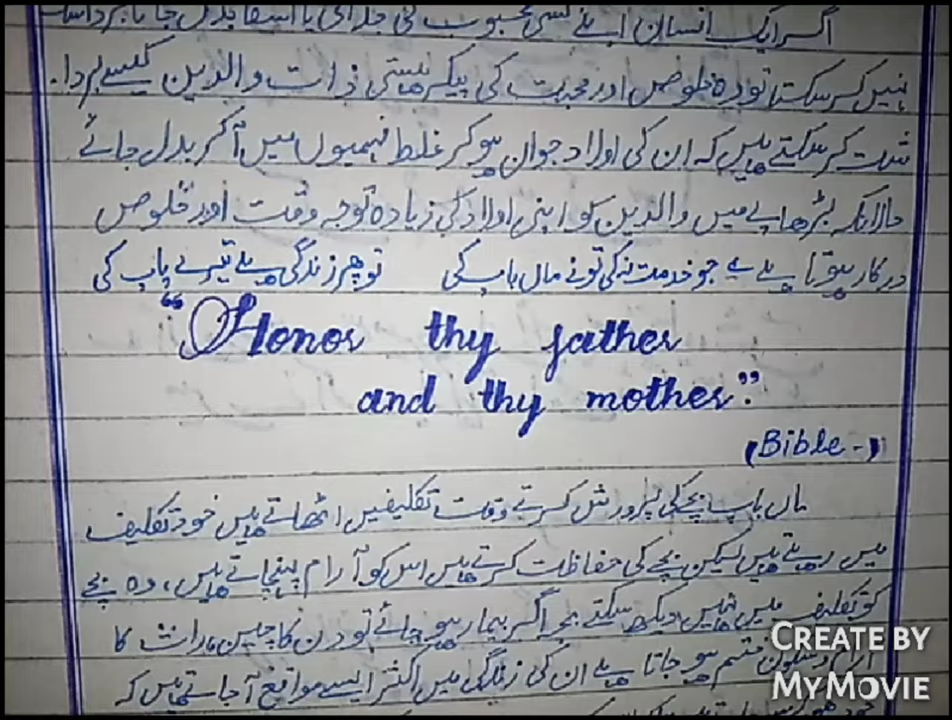 اگر ایک انسان اپنے کسی محبوب کی جدائی یا اسکا بدل جانا برداشت
نہیں کر سکتا تو وہ خلوص اور محبت کی پیکر ہستی ذات والدین کیسے بردا۔
شت کر سکتے ہیں کہ ان کی اولاد جوان ہو کر غلط فہمیوں میں آ کر بدل جائے
حالانکہ بڑھاپے میں والدین کو اپنی اولاد کی زیادہ توجہ وقت اور خلوص
درکار ہوتا ہے۔ جو خدمت نہ کی تو نے ماں باپ کی تو پھر زندگی ہے تیرے پاپ کی
“Honor thy father
and thy mother”.
(Bible-)
ماں باپ بچے کی پرورش کرتے وقت تکلیفیں اٹھاتے ہیں خود تکلیف
میں رہتے ہیں لیکن بچے کی حفاظت کرتے ہیں اس کو آرام پہنچاتے ہیں، وہ بچے
کو تکلیف میں نہیں دیکھ سکتے بچہ اگر بیمار ہو جائے تو دن کا چین، رات کا
آرام و سکون ختم ہو جاتا ہے ان کی زندگی میں اکثر ایسے مواقع آ جاتے ہیں کہ
CREATE BY
MYMOVIE